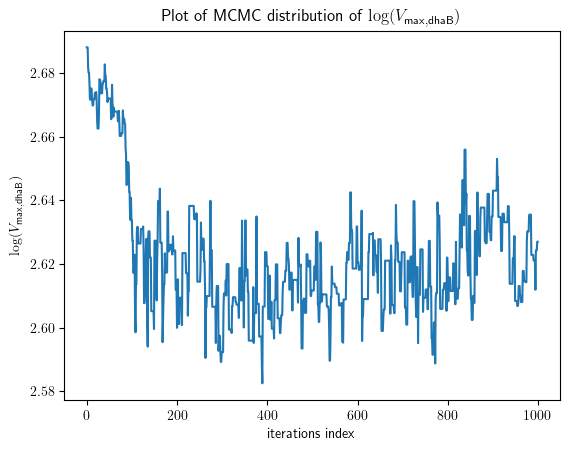 Plot of MCMC distribution of log(V_max,dhaB)
log(V_max,dhaB)
2.68
2.66
2.64
2.62
2.60
2.58
0 200 400 600 800 1000
iterations index